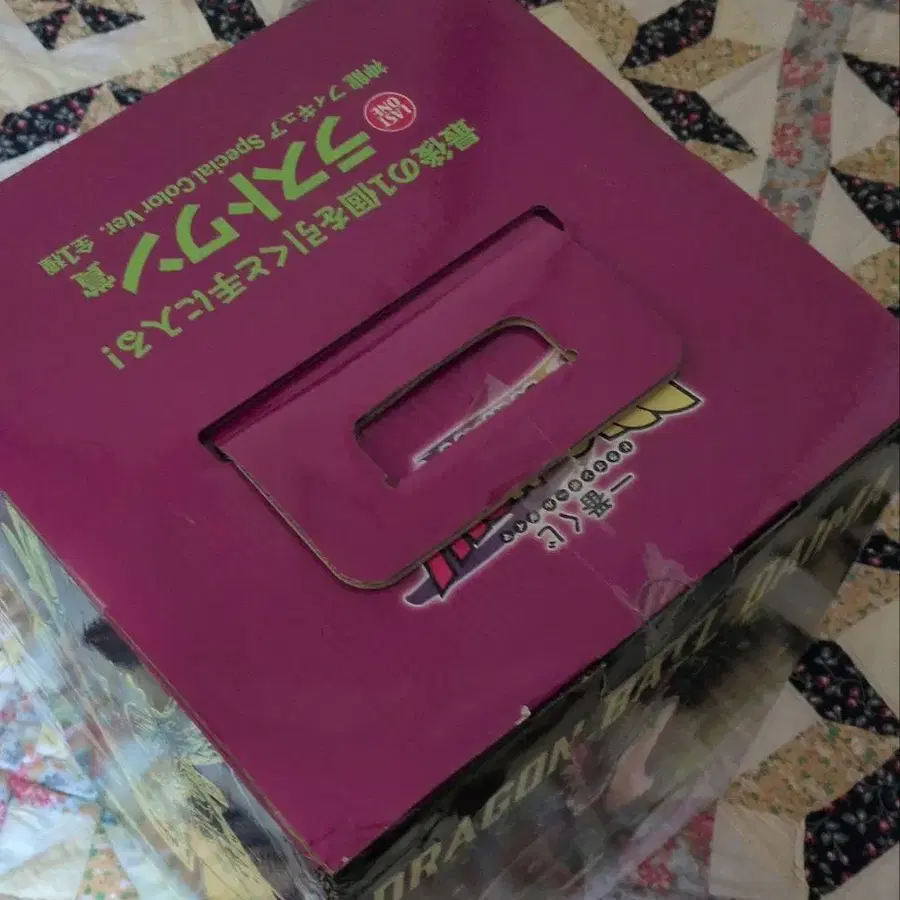 最後の1個を引くと手に入る!
LAST
ONE
ラストワン賞
神龍 フィギュア Special Color Ver. 全1種
一番くじ
DRAGON BALL